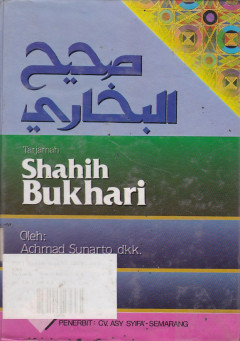 صحيح
البخاري
Terjemah
Shahih
Bukhari
Oleh:
Achmad Sunarto dkk.
PENERBIT: CV. ASY SYIFA'-SEMARANG